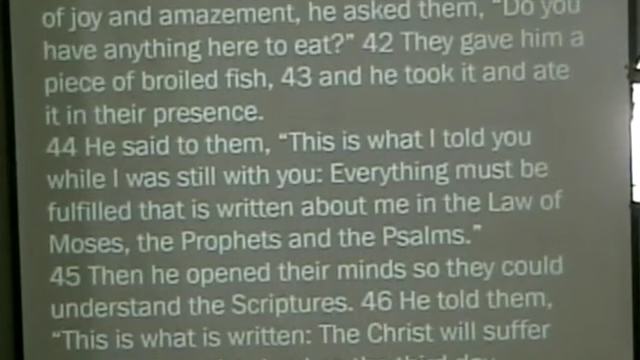 of joy and amazement, he asked them, "Do you
have anything here to eat?" 42 They gave him a
piece of broiled fish, 43 and he took it and ate
it in their presence.
44 He said to them, "This is what I told you
while I was still with you: Everything must be
fulfilled that is written about me in the Law of
Moses, the Prophets and the Psalms."
45 Then he opened their minds so they could
understand the Scriptures. 46 He told them,
"This is what is written: The Christ will suffer
the third day